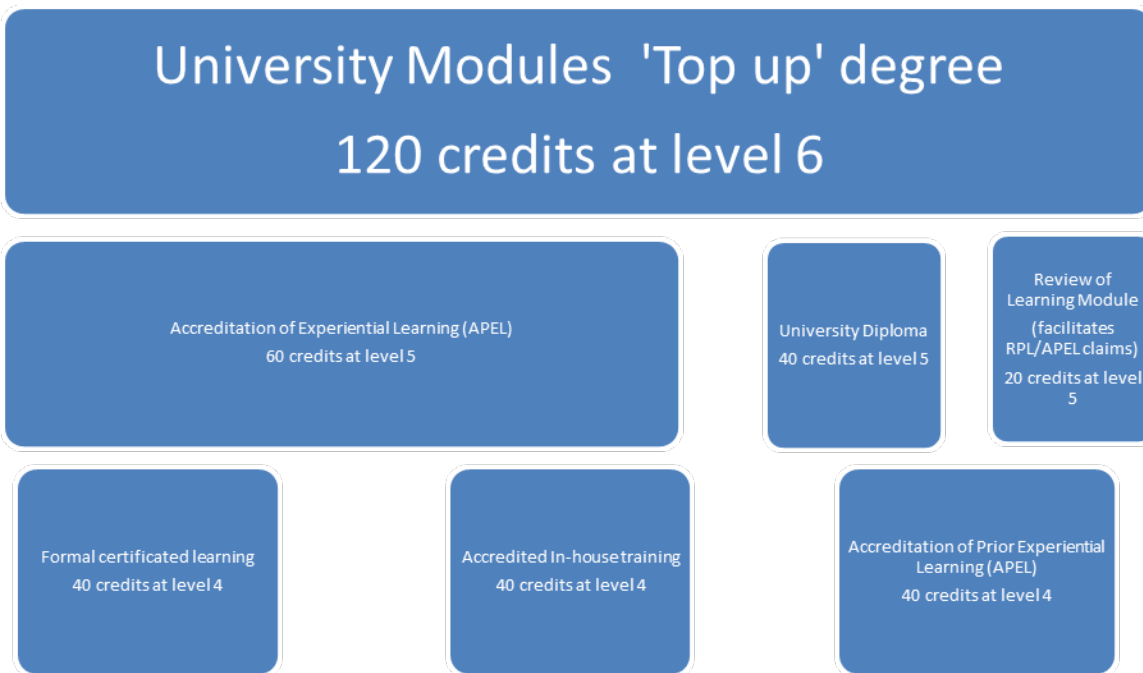 University Modules 'Top up' degree
120 credits at level 6
Accreditation of Experiential Learning (APEL)
60 credits at level 5
University Diploma
40 credits at level 5
Review of
Learning Module
(facilitates
RPL/APEL claims)
20 credits at level
5
Formal certificated learning
40 credits at level 4
Accredited In-house training
40 credits at level 4
Accreditation of Prior Experiential
Learning (APEL)
40 credits at level 4